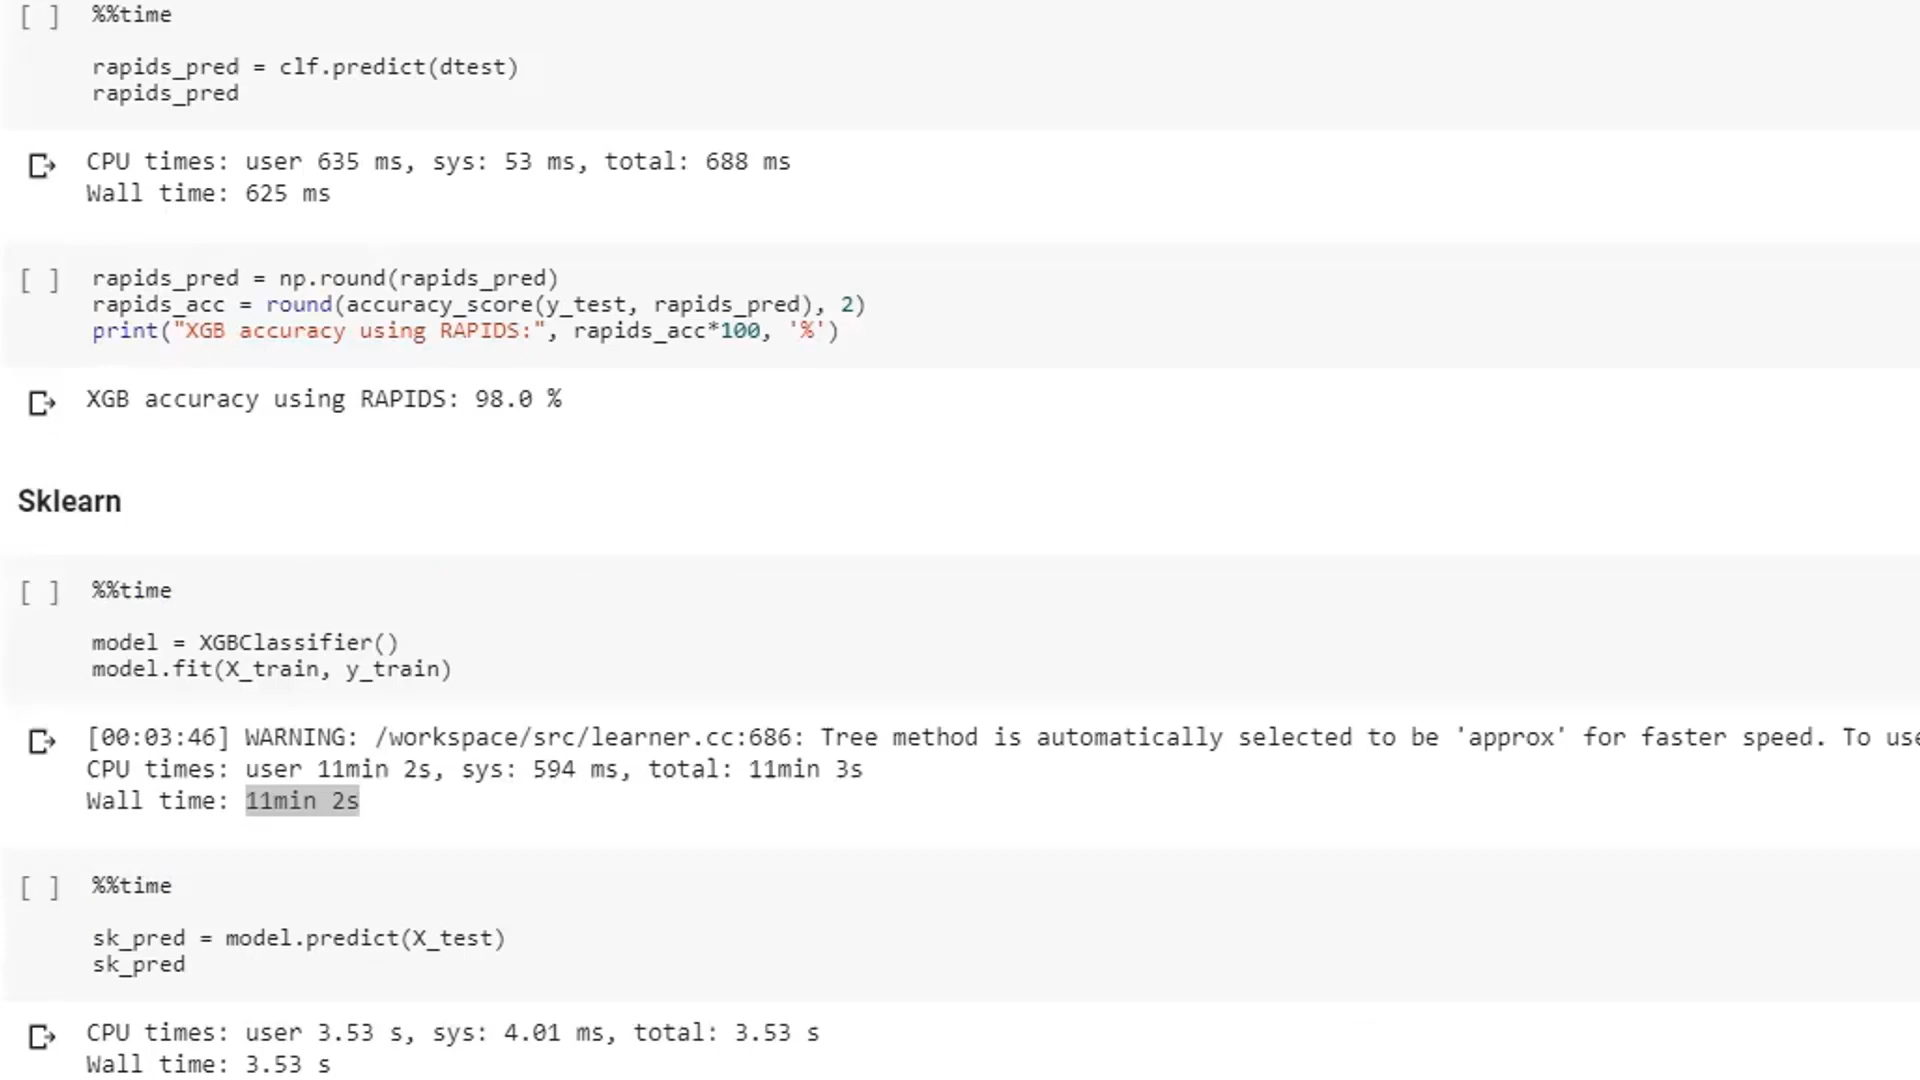 [ ] %%time
rapids_pred = clf.predict(dtest)
rapids_pred
CPU times: user 635 ms, sys: 53 ms, total: 688 ms
Wall time: 625 ms
[ ] rapids_pred = np.round(rapids_pred)
rapids_acc = round(accuracy_score(y_test, rapids_pred), 2)
print("XGB accuracy using RAPIDS:", rapids_acc*100, '%')
XGB accuracy using RAPIDS: 98.0 %
Sklearn
[ ] %%time
model = XGBClassifier()
model.fit(X_train, y_train)
[00:03:46] WARNING: /workspace/src/learner.cc:686: Tree method is automatically selected to be 'approx' for faster speed. To use
CPU times: user 11min 2s, sys: 594 ms, total: 11min 3s
Wall time: 11min 2s
[ ] %%time
sk_pred = model.predict(X_test)
sk_pred
CPU times: user 3.53 s, sys: 4.01 ms, total: 3.53 s
Wall time: 3.53 s